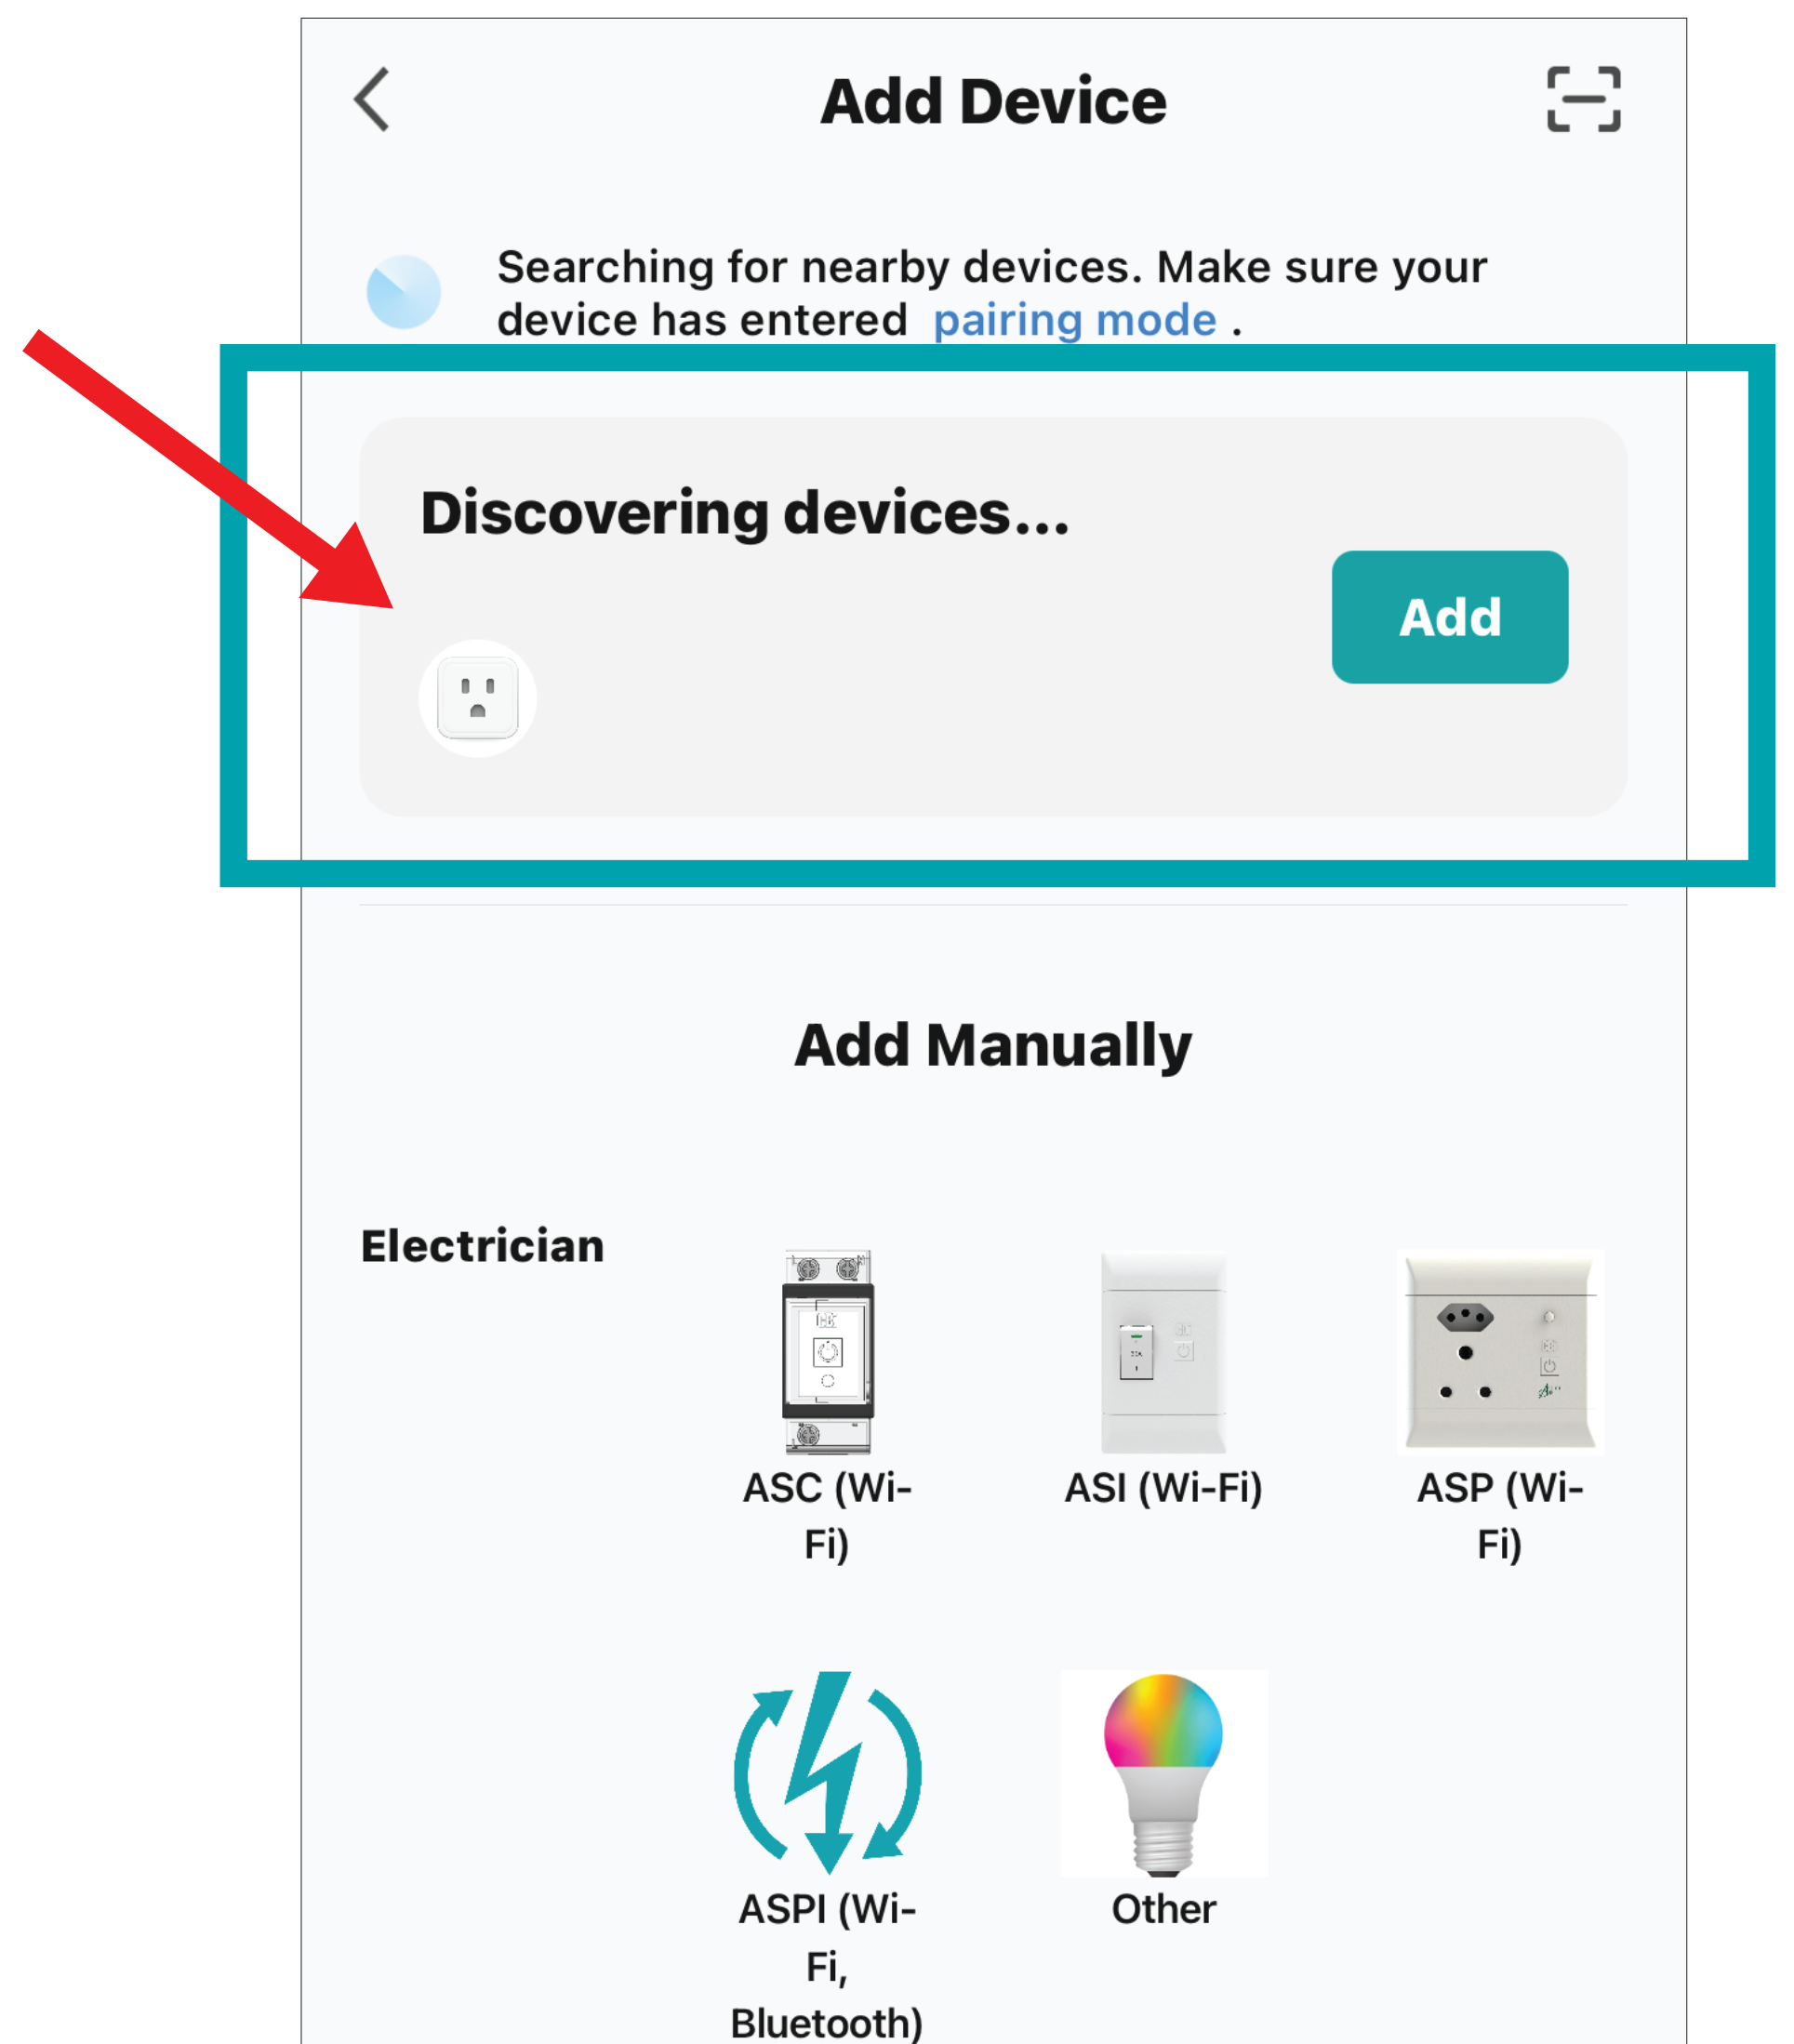 Add Device
Searching for nearby devices. Make sure your
device has entered pairing mode .
Discovering devices...
Add
Add Manually
Electrician
ASC (Wi-
Fi)
ASI (Wi-Fi)
ASP (Wi-
Fi)
ASPI (Wi-
Fi,
Bluetooth)
Other